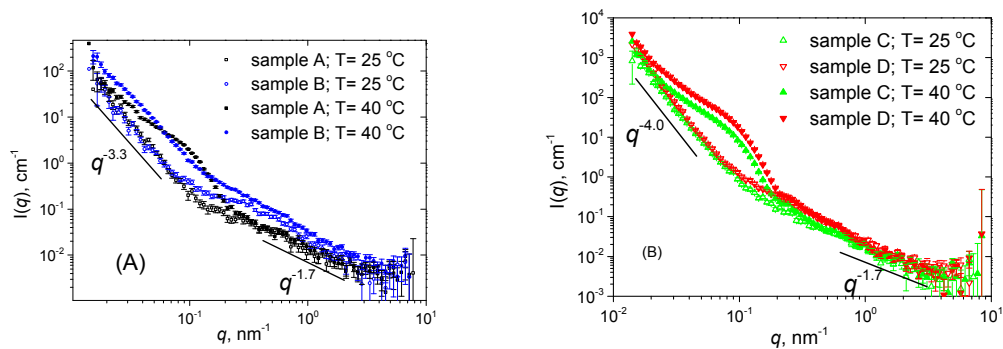 10²
10⁰
10⁻²
I(q), cm⁻¹
sample A; T= 25 °C
sample B; T= 25 °C
sample A; T= 40 °C
sample B; T= 40 °C
q⁻³·³
(A)
q⁻¹·⁷
10⁻¹
10⁰
10¹
q, nm⁻¹
10⁴
10³
10²
10¹
10⁰
10⁻¹
10⁻²
10⁻³
I(q), cm⁻¹
sample C; T= 25 °C
sample D; T= 25 °C
sample C; T= 40 °C
sample D; T= 40 °C
q⁻⁴·⁰
(B)
q⁻¹·⁷
10⁻²
10⁻¹
10⁰
10¹
q, nm⁻¹